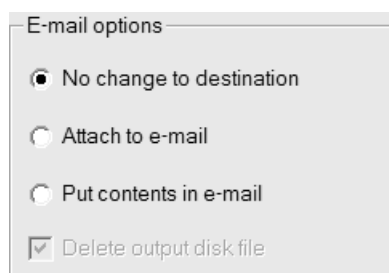 E-mail options
No change to destination
Attach to e-mail
Put contents in e-mail
Delete output disk file